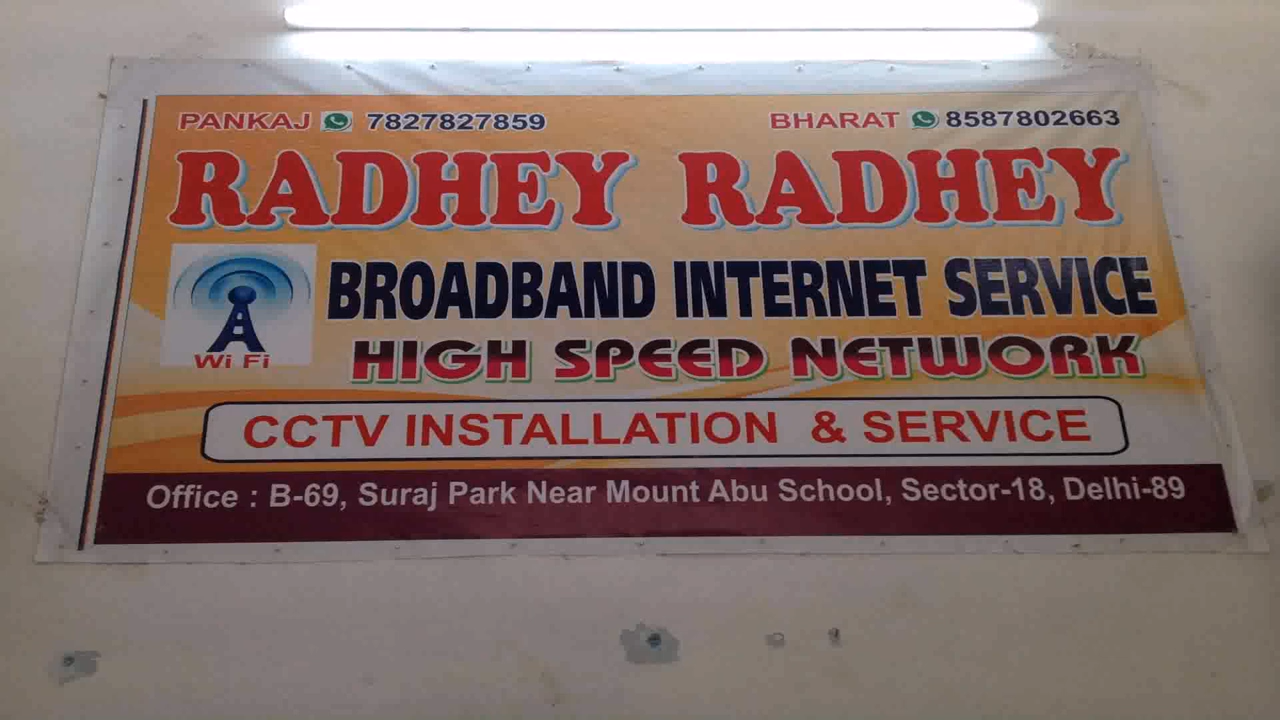 PANKAJ 7827827859 BHARAT 8587802663
RADHEY RADHEY
BROADBAND INTERNET SERVICE
Wi Fi HIGH SPEED NETWORK
CCTV INSTALLATION & SERVICE
Office : B-69, Suraj Park Near Mount Abu School, Sector-18, Delhi-89